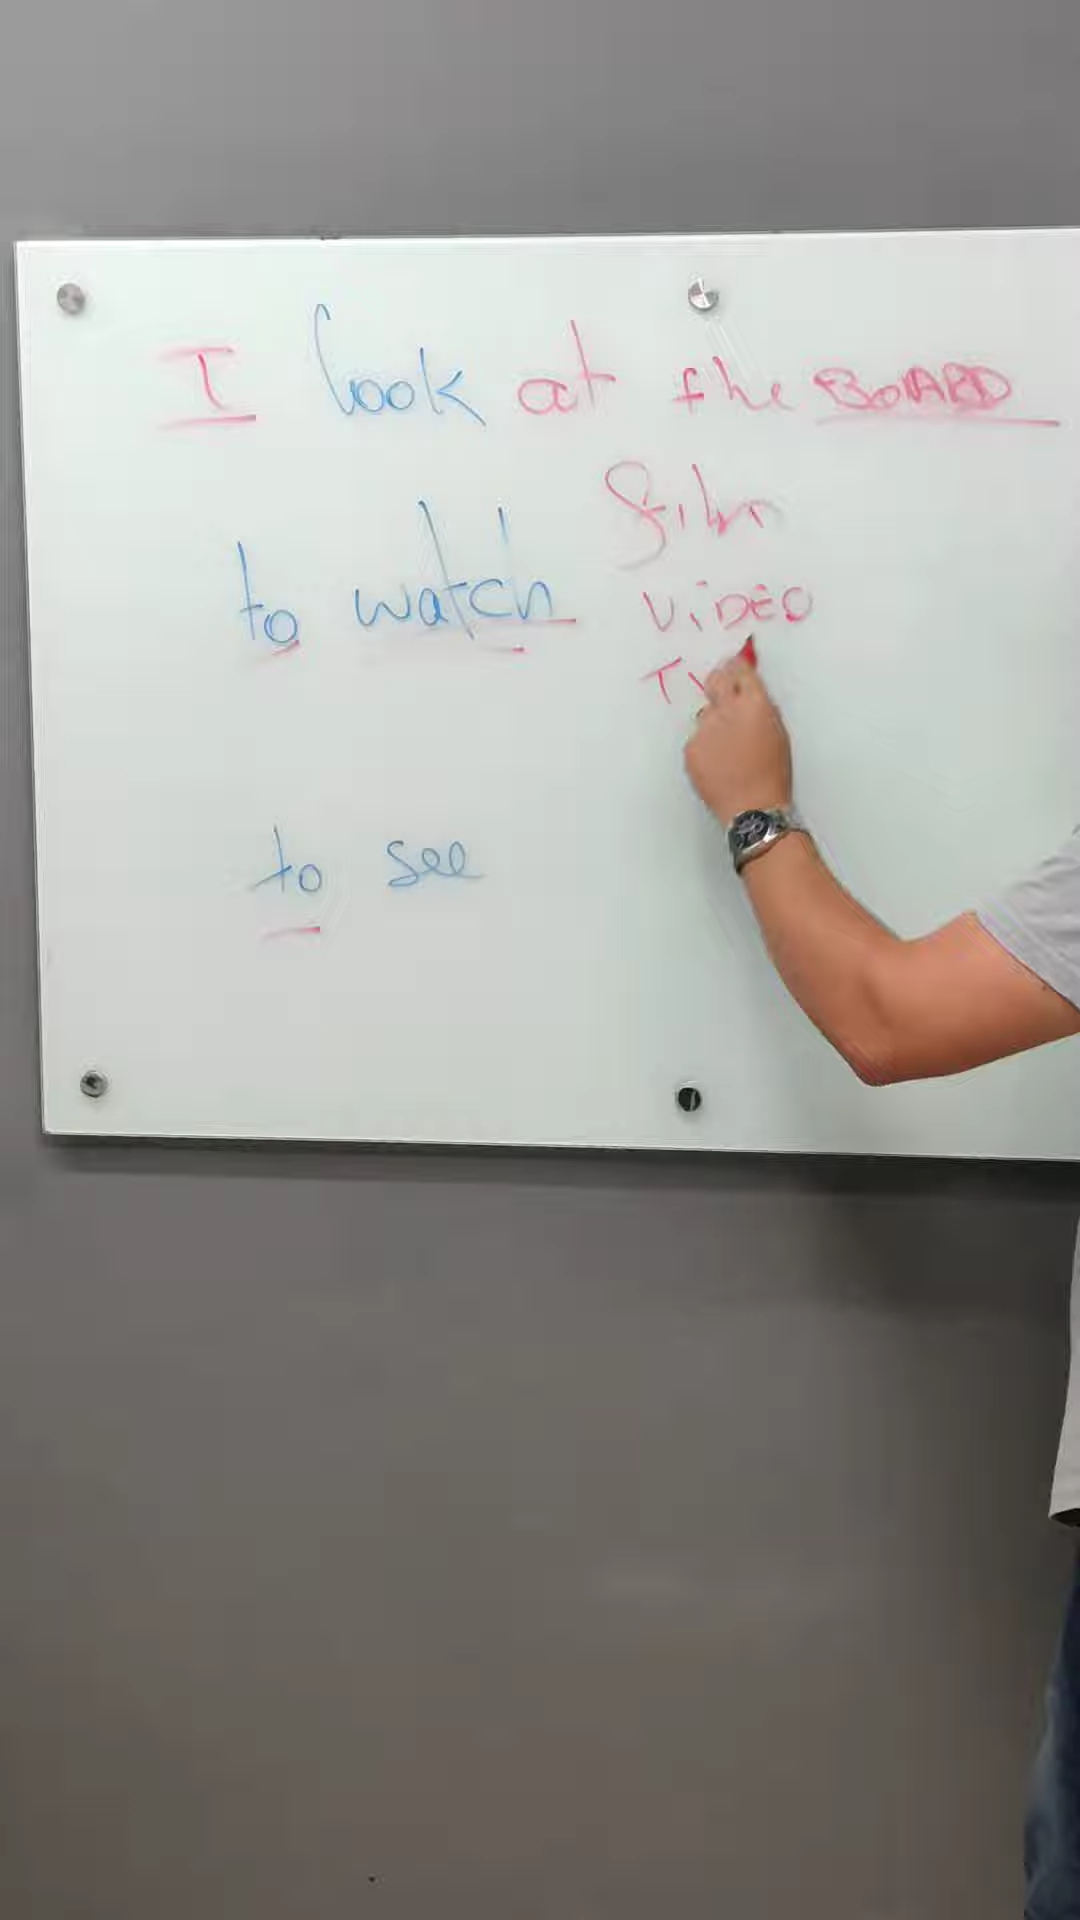 I look at the BOARD
film
to watch
ViDEO
TV
to see